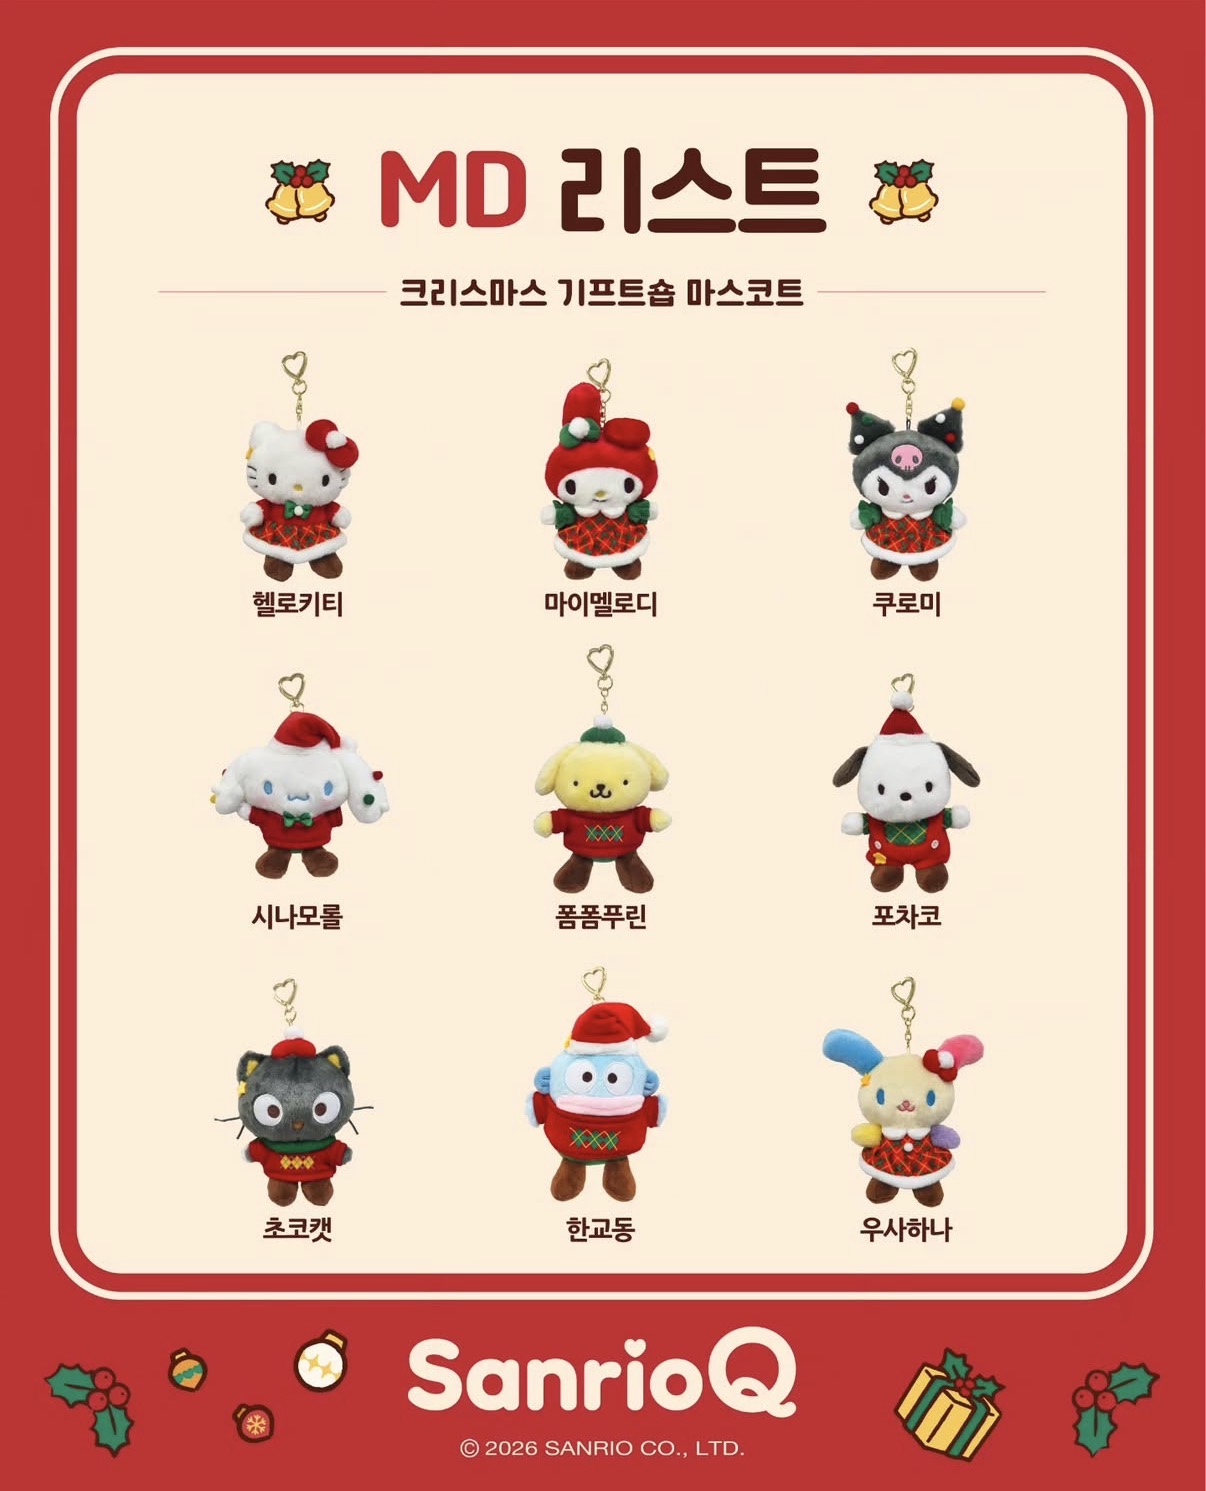 MD 리스트
크리스마스 기프트숍 마스코트
헬로키티
마이멜로디
쿠로미
시나모롤
폼폼푸린
포차코
초코캣
한교동
우사하나
SanrioQ
© 2026 SANRIO CO., LTD.